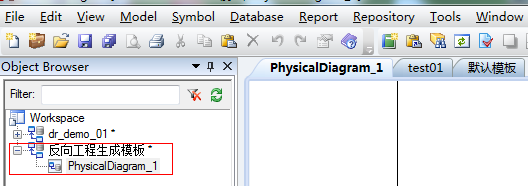 File Edit View Model Symbol Database Report Repository Tools Window
Object Browser
PhysicalDiagram_1 test01 默认模板
Filter:
Workspace
dr_demo_01 *
反向工程生成模板 *
PhysicalDiagram_1